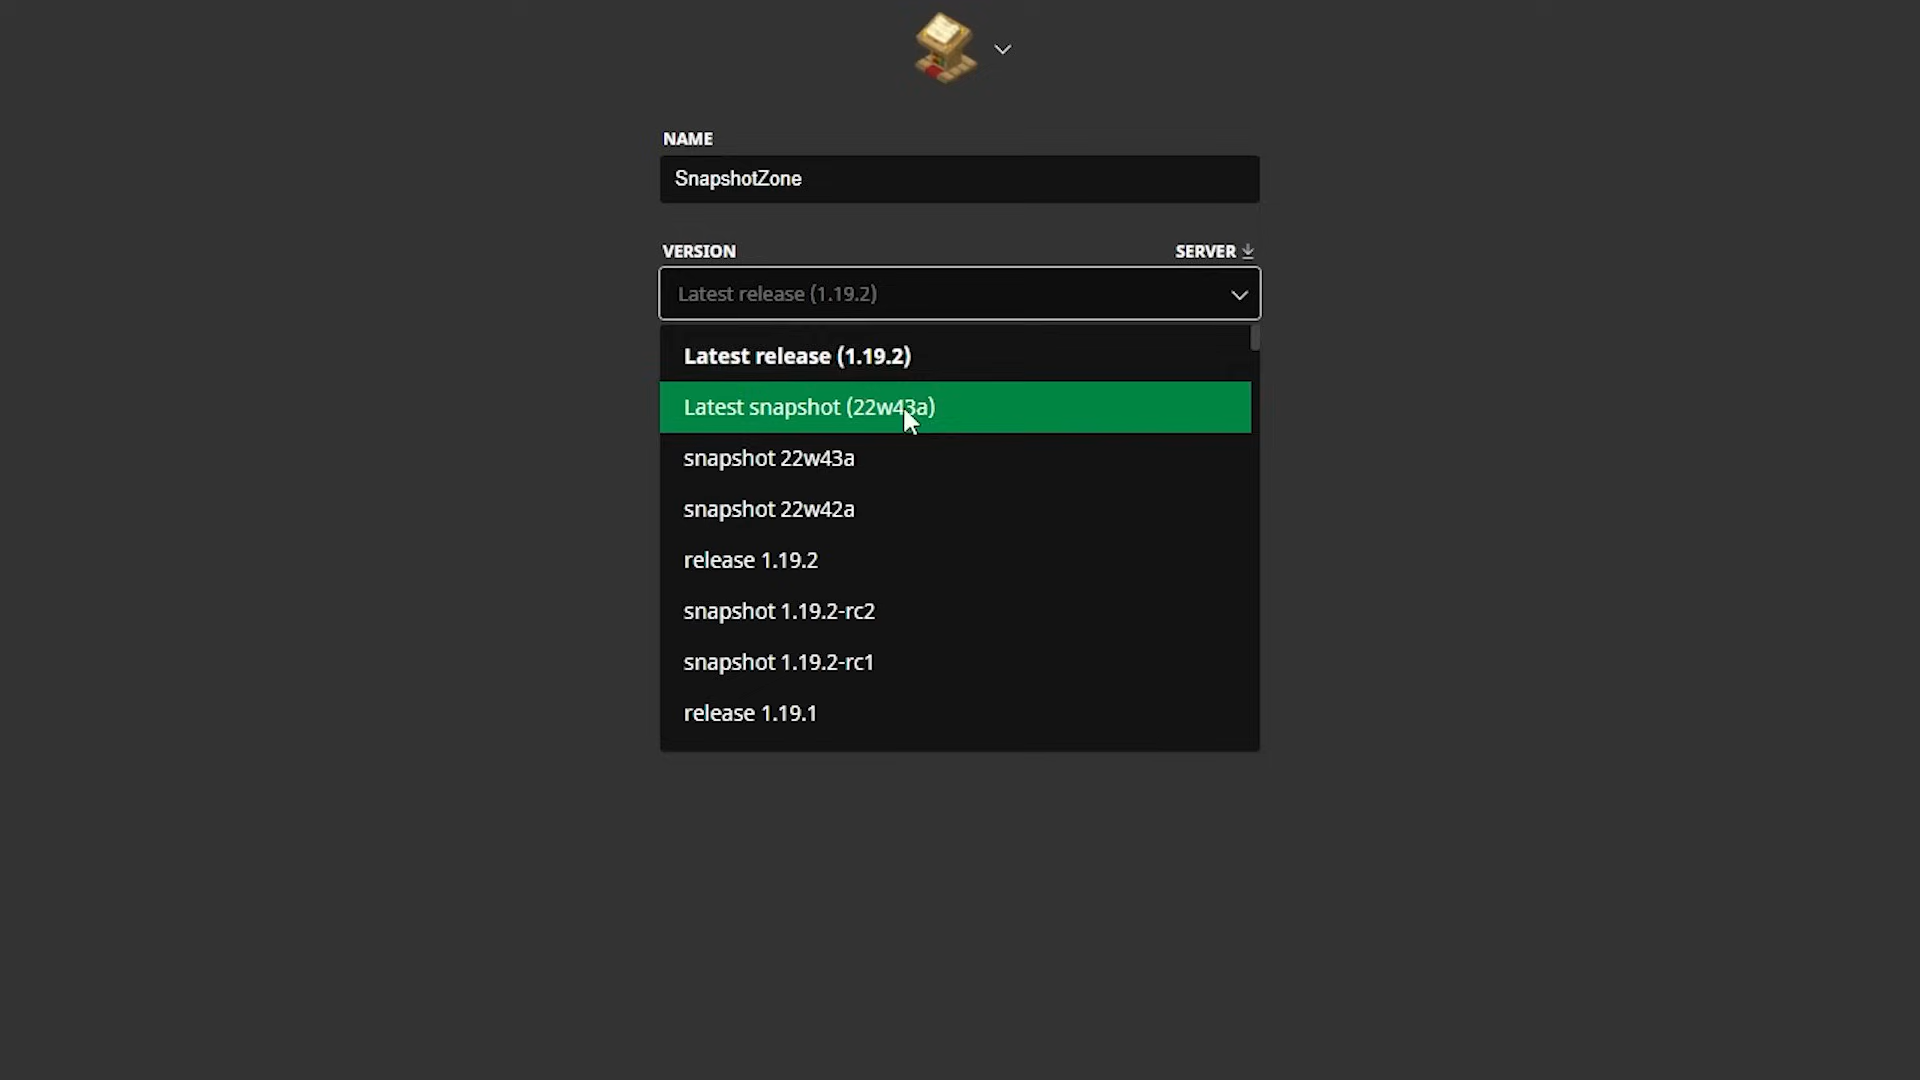 NAME
SnapshotZone
VERSION
SERVER
Latest release (1.19.2)
Latest release (1.19.2)
Latest snapshot (22w43a)
snapshot 22w43a
snapshot 22w42a
release 1.19.2
snapshot 1.19.2-rc2
snapshot 1.19.2-rc1
release 1.19.1